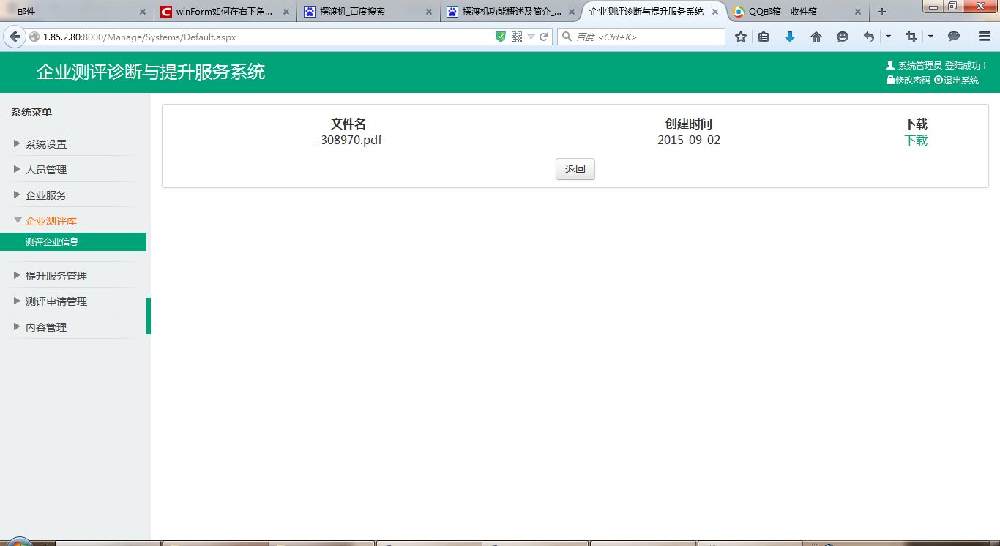 邮件
winForm如何在右下角...
摆渡机_百度搜索
摆渡机功能概述及简介_...
企业测评诊断与提升服务系统
QQ邮箱 - 收件箱
1.85.2.80:8000/Manage/Systems/Default.aspx
百度 <Ctrl+K>
企业测评诊断与提升服务系统
系统管理员 登陆成功！
修改密码 退出系统
系统菜单
系统设置
人员管理
企业服务
企业测评库
测评企业信息
提升服务管理
测评申请管理
内容管理
文件名 创建时间 下载
_308970.pdf 2015-09-02 下载
返回